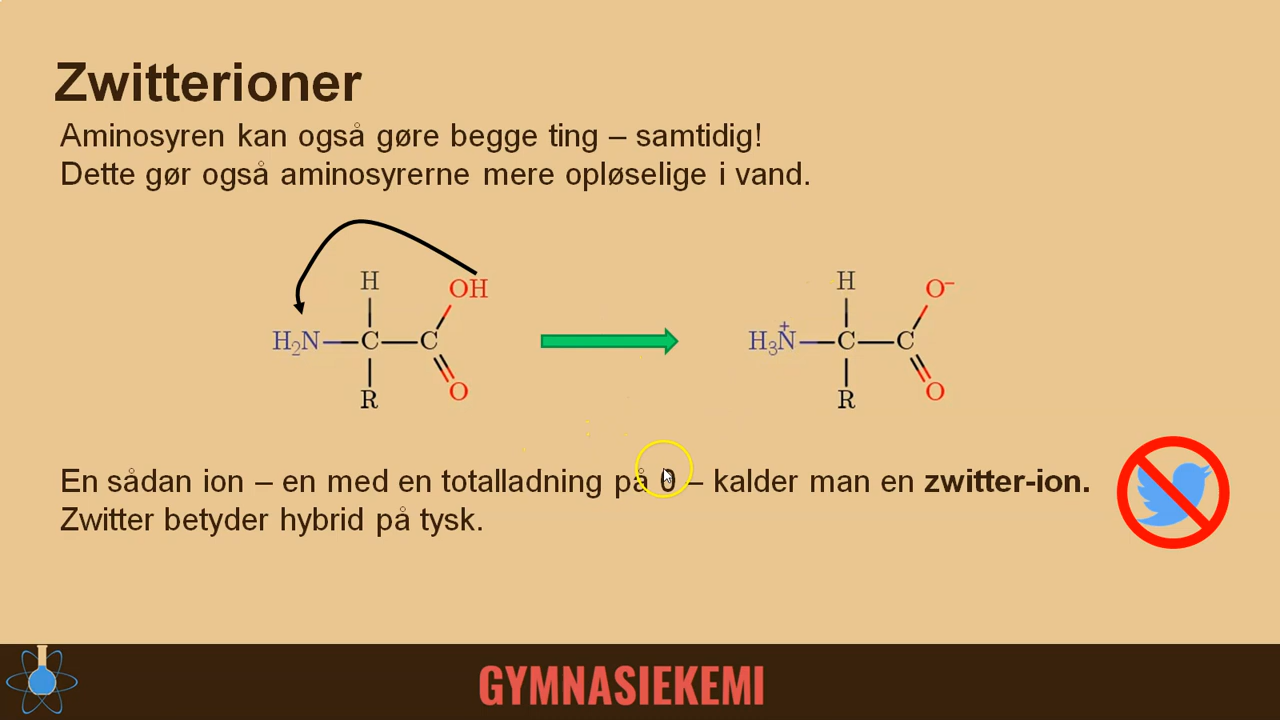 Zwitterioner
Aminosyren kan også gøre begge ting – samtidig!
Dette gør også aminosyrerne mere opløselige i vand.
H OH H O⁻
H₂N C C H₃N⁺ C C
R O R O
En sådan ion – en med en totalladning på 0 – kalder man en zwitter-ion.
Zwitter betyder hybrid på tysk.
GYMNASIEKEMI